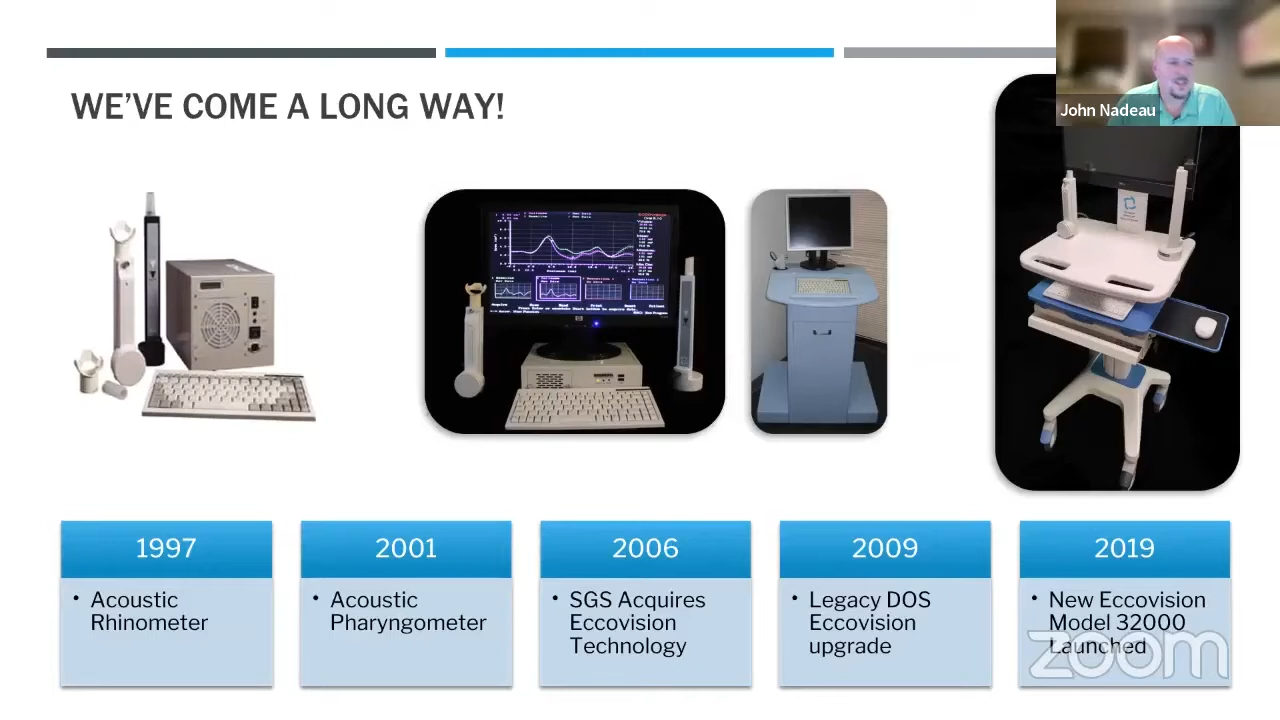 John Nadeau
WE'VE COME A LONG WAY!
1997
• Acoustic
Rhinometer
2001
• Acoustic
Pharyngometer
2006
• SGS Acquires
Eccovision
Technology
2009
• Legacy DOS
Eccovision
upgrade
2019
• New Eccovision
Model 32000
Launched
zoom